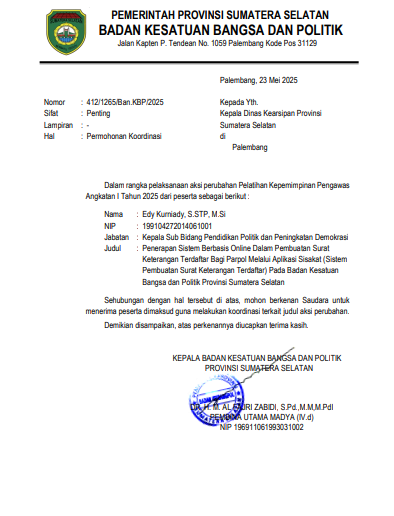 PEMERINTAH PROVINSI SUMATERA SELATAN
BADAN KESATUAN BANGSA DAN POLITIK
Jalan Kapten P. Tendean No. 1059 Palembang Kode Pos 31129
Palembang, 23 Mei 2025
Nomor : 412/1265/Ban.KBP/2025
Sifat : Penting
Lampiran : -
Hal : Permohonan Koordinasi
Kepada Yth.
Kepala Dinas Kearsipan Provinsi
Sumatera Selatan
di
Palembang
Dalam rangka pelaksanaan aksi perubahan Pelatihan Kepemimpinan Pengawas
Angkatan I Tahun 2025 dari peserta sebagai berikut :
Nama : Edy Kurniady, S.STP, M.Si
NIP : 199104272014061001
Jabatan : Kepala Sub Bidang Pendidikan Politik dan Peningkatan Demokrasi
Judul : Penerapan Sistem Berbasis Online Dalam Pembuatan Surat
Keterangan Terdaftar Bagi Parpol Melalui Aplikasi Sisakat (Sistem
Pembuatan Surat Keterangan Terdaftar) Pada Badan Kesatuan
Bangsa dan Politik Provinsi Sumatera Selatan
Sehubungan dengan hal tersebut di atas, mohon berkenan Saudara untuk
menerima peserta dimaksud guna melakukan koordinasi terkait judul aksi perubahan.
Demikian disampaikan, atas perkenannya diucapkan terima kasih.
KEPALA BADAN KESATUAN BANGSA DAN POLITIK
PROVINSI SUMATERA SELATAN
H. M. AL FAJRI ZABIDI, S.Pd.,M.M,M.PdI
PEMBINA UTAMA MADYA (IV.d)
NIP 196911061993031002